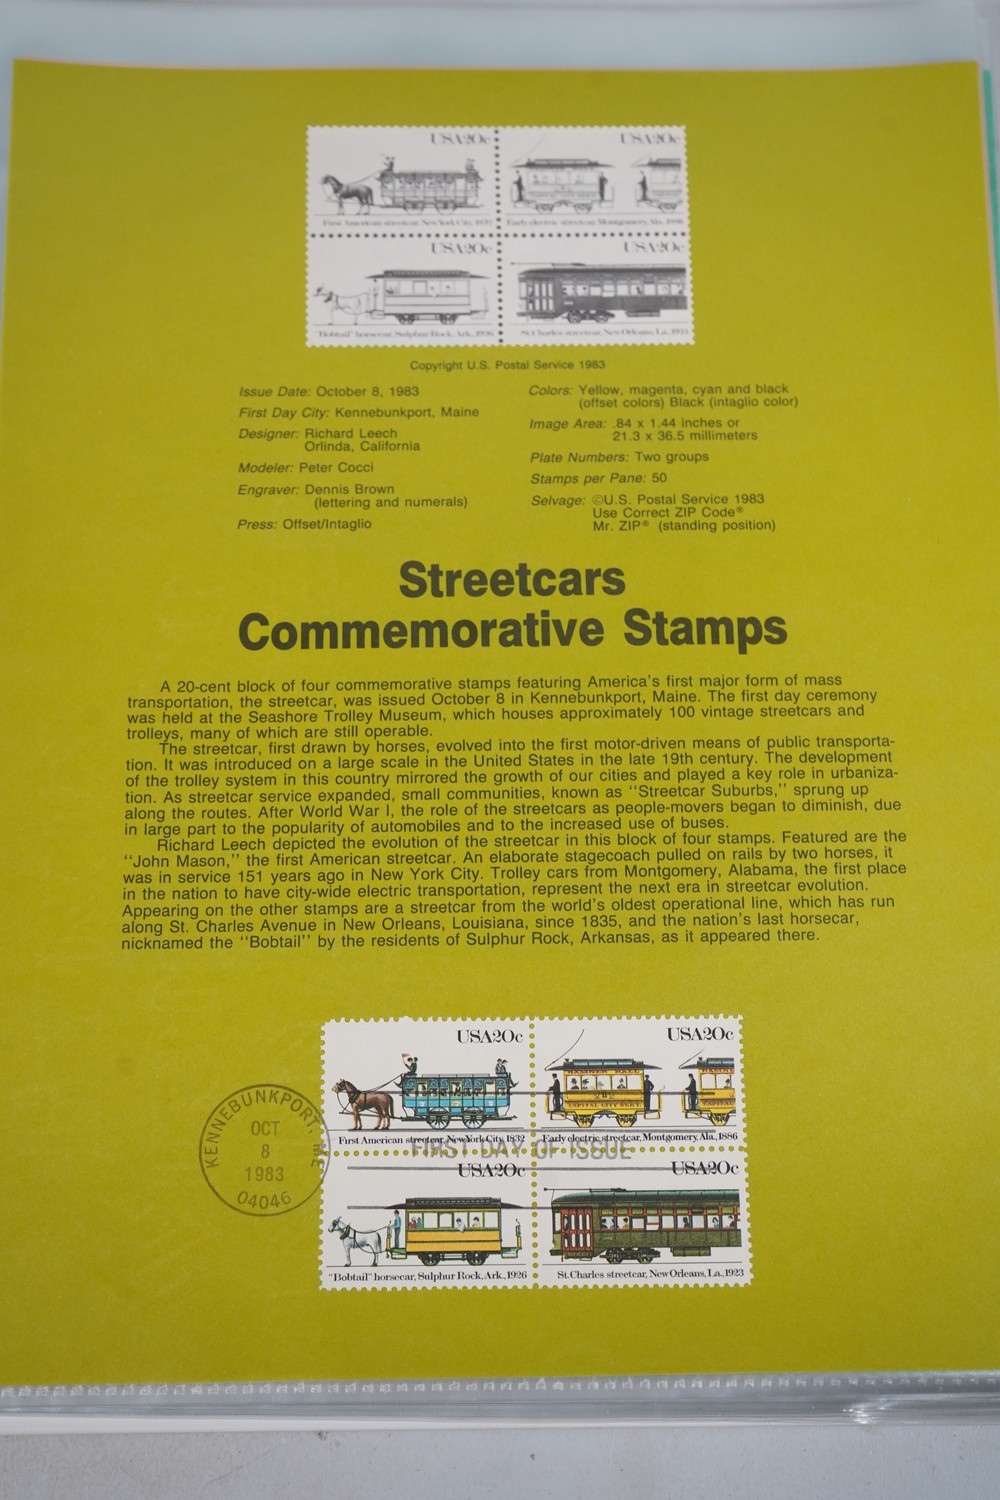 USA20c
USA20c
First American streetcar, New York City, 1832
Early electric streetcar, Montgomery, Ala., 1886
USA20c
USA20c
"Bobtail" horsecar, Sulphur Rock, Ark., 1926
St. Charles streetcar, New Orleans, La., 1923
Copyright U.S. Postal Service 1983
Issue Date: October 8, 1983
First Day City: Kennebunkport, Maine
Designer: Richard Leech
Orlinda, California
Modeler: Peter Cocci
Engraver: Dennis Brown
(lettering and numerals)
Press: Offset/Intaglio
Colors: Yellow, magenta, cyan and black
(offset colors) Black (intaglio color)
Image Area: .84 x 1.44 inches or
21.3 x 36.5 millimeters
Plate Numbers: Two groups
Stamps per Pane: 50
Selvage: ©U.S. Postal Service 1983
Use Correct ZIP Code®
Mr. ZIP® (standing position)
Streetcars
Commemorative Stamps
A 20-cent block of four commemorative stamps featuring America's first major form of mass
transportation, the streetcar, was issued October 8 in Kennebunkport, Maine. The first day ceremony
was held at the Seashore Trolley Museum, which houses approximately 100 vintage streetcars and
trolleys, many of which are still operable.
The streetcar, first drawn by horses, evolved into the first motor-driven means of public transporta-
tion. It was introduced on a large scale in the United States in the late 19th century. The development
of the trolley system in this country mirrored the growth of our cities and played a key role in urbaniza-
tion. As streetcar service expanded, small communities, known as "Streetcar Suburbs," sprung up
along the routes. After World War I, the role of the streetcars as people-movers began to diminish, due
in large part to the popularity of automobiles and to the increased use of buses.
Richard Leech depicted the evolution of the streetcar in this block of four stamps. Featured are the
"John Mason," the first American streetcar. An elaborate stagecoach pulled on rails by two horses, it
was in service 151 years ago in New York City. Trolley cars from Montgomery, Alabama, the first place
in the nation to have city-wide electric transportation, represent the next era in streetcar evolution.
Appearing on the other stamps are a streetcar from the world's oldest operational line, which has run
along St. Charles Avenue in New Orleans, Louisiana, since 1835, and the nation's last horsecar,
nicknamed the "Bobtail" by the residents of Sulphur Rock, Arkansas, as it appeared there.
USA20c
USA20c
CAPITAL CITY
CAPITAL
First American streetcar, New York City, 1832
Early electric streetcar, Montgomery, Ala., 1886
KENNEBUNKPORT, ME
OCT
8
1983
04046
FIRST DAY OF ISSUE
USA20c
USA20c
"Bobtail" horsecar, Sulphur Rock, Ark., 1926
St. Charles streetcar, New Orleans, La., 1923